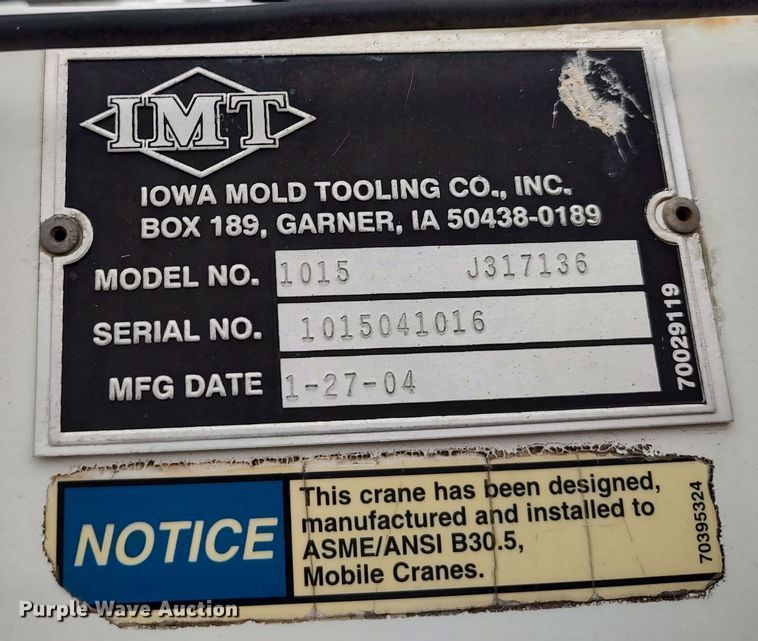 IMT
IOWA MOLD TOOLING CO., INC.
BOX 189, GARNER, IA 50438-0189
MODEL NO. 1015 J317136
SERIAL NO. 1015041016
MFG DATE 1-27-04
70029119
NOTICE
This crane has been designed,
manufactured and installed to
ASME/ANSI B30.5,
Mobile Cranes.
70395324
Purple Wave Auction